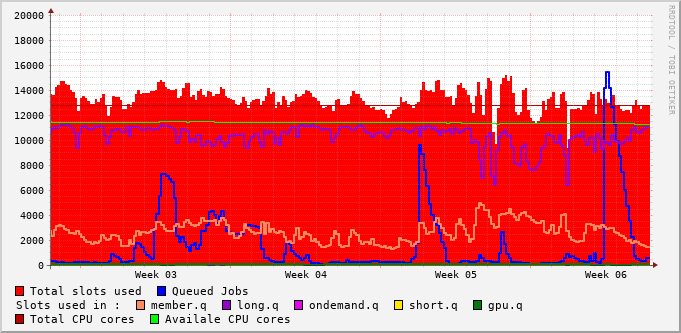 20000
18000
16000
14000
12000
10000
8000
6000
4000
2000
0
Week 03 Week 04 Week 05 Week 06
RRDTOOL / TOBI OETIKER
Total slots used Queued Jobs
Slots used in : member.q long.q ondemand.q short.q gpu.q
Total CPU cores Availale CPU cores